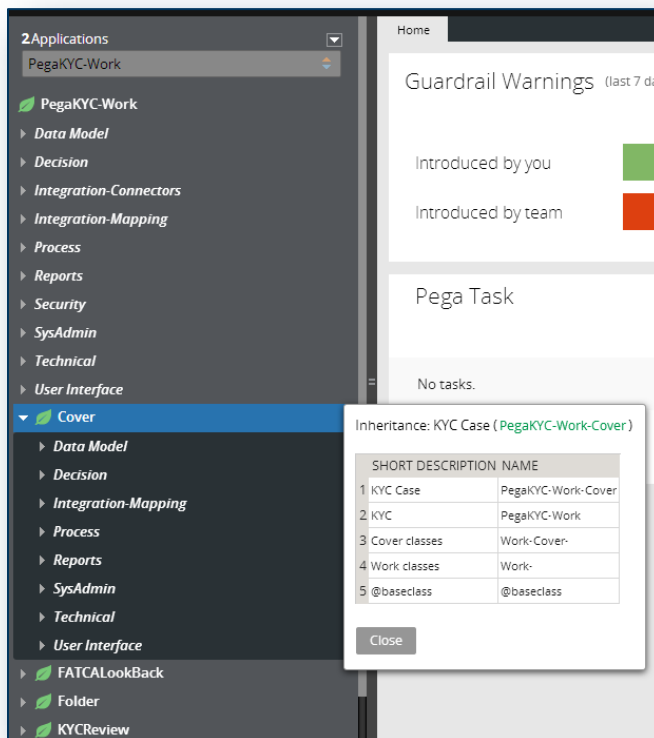 2Applications
PegaKYC-Work
PegaKYC-Work
Data Model
Decision
Integration-Connectors
Integration-Mapping
Process
Reports
Security
SysAdmin
Technical
User Interface
Cover
Data Model
Decision
Integration-Mapping
Process
Reports
SysAdmin
Technical
User Interface
FATCALookBack
Folder
KYCReview
Home
Guardrail Warnings (last 7 da
Introduced by you
Introduced by team
Pega Task
No tasks.
Inheritance: KYC Case ( PegaKYC-Work-Cover )
SHORT DESCRIPTION NAME
1 KYC Case PegaKYC-Work-Cover
2 KYC PegaKYC-Work
3 Cover classes Work-Cover-
4 Work classes Work-
5 @baseclass @baseclass
Close